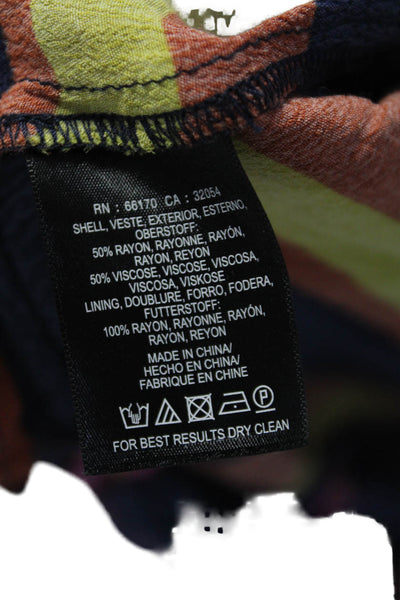 RN : 66170 CA : 32054
SHELL, VESTE, EXTERIOR, ESTERNO,
OBERSTOFF:
50% RAYON, RAYONNE, RAYÓN,
RAYON, REYON
50% VISCOSE, VISCOSE, VISCOSA,
VISCOSA, VISKOSE
LINING, DOUBLURE, FORRO, FODERA,
FUTTERSTOFF:
100% RAYON, RAYONNE, RAYÓN,
RAYON, REYON
MADE IN CHINA/
HECHO EN CHINA/
FABRIQUE EN CHINE
P
FOR BEST RESULTS DRY CLEAN